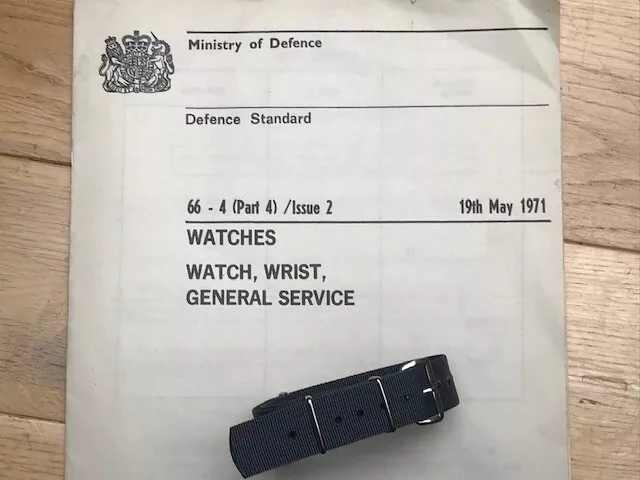 Ministry of Defence
Defence Standard
66 - 4 (Part 4) /Issue 2 19th May 1971
WATCHES
WATCH, WRIST,
GENERAL SERVICE